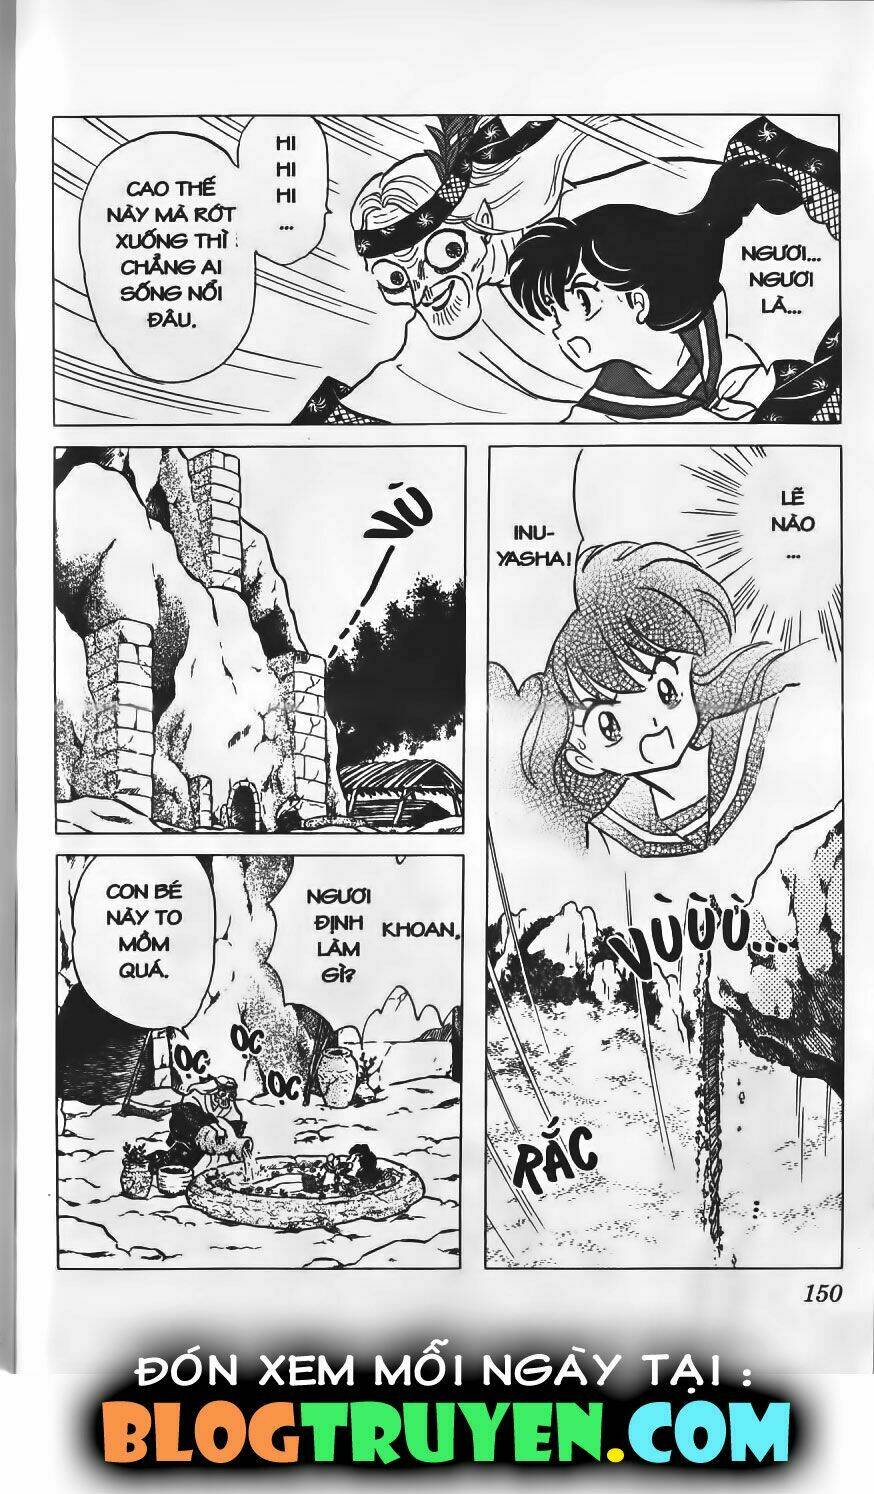 NGƯƠI...
NGƯƠI
LÀ...
HI
HI
HI
...
CAO THẾ
NÀY MÀ RỚT
XUỐNG THÌ
CHẲNG AI
SỐNG NỔI
ĐÂU.
LẼ
NÀO
...
INU-
YASHA!
VÙÙÙ...
RẮC
...
VÙ
KHOAN.
NGƯƠI
ĐỊNH
LÀM
GÌ?
CON BÉ
NÀY TO
MỒM
QUÁ.
ỌC
ỌC
ỌC
150
ĐÓN XEM MỖI NGÀY TẠI :
BLOGTRUYEN.COM